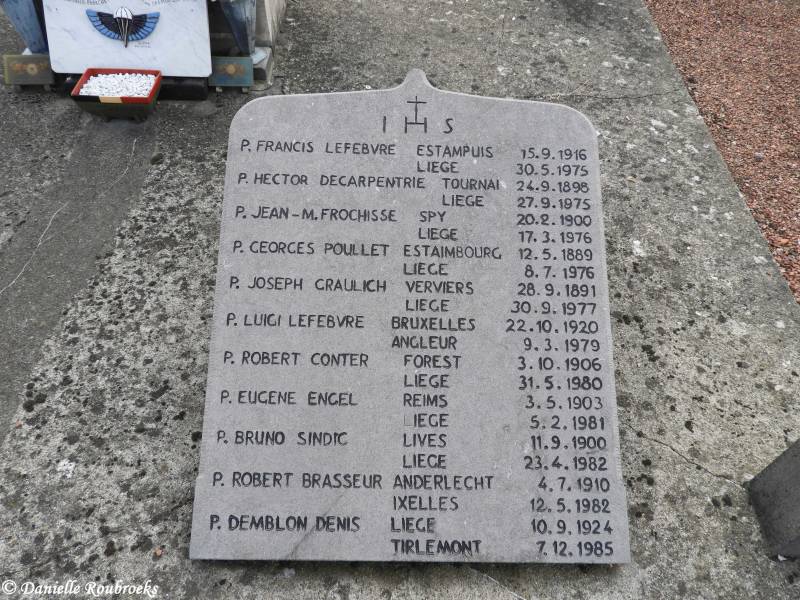 I H S
P. FRANCIS LEFEBVRE ESTAMPUIS 15.9.1916
LIEGE 30.5.1975
P. HECTOR DECARPENTRIE TOURNAI 24.9.1898
LIEGE 27.9.1975
P. JEAN-M. FROCHISSE SPY 20.2.1900
LIEGE 17.3.1976
P. GEORGES POULLET ESTAIMBOURG 12.5.1889
LIEGE 8.7.1976
P. JOSEPH GRAULICH VERVIERS 28.9.1891
LIEGE 30.9.1977
P. LUIGI LEFEBVRE BRUXELLES 22.10.1920
ANGLEUR 9.3.1979
P. ROBERT CONTER FOREST 3.10.1906
LIEGE 31.5.1980
P. EUGENE ENGEL REIMS 3.5.1903
LIEGE 5.2.1981
P. BRUNO SINDIC LIVES 11.9.1900
LIEGE 23.4.1982
P. ROBERT BRASSEUR ANDERLECHT 4.7.1910
IXELLES 12.5.1982
P. DEMBLON DENIS LIEGE 10.9.1924
TIRLEMONT 7.12.1985
© Danielle Roubroeks